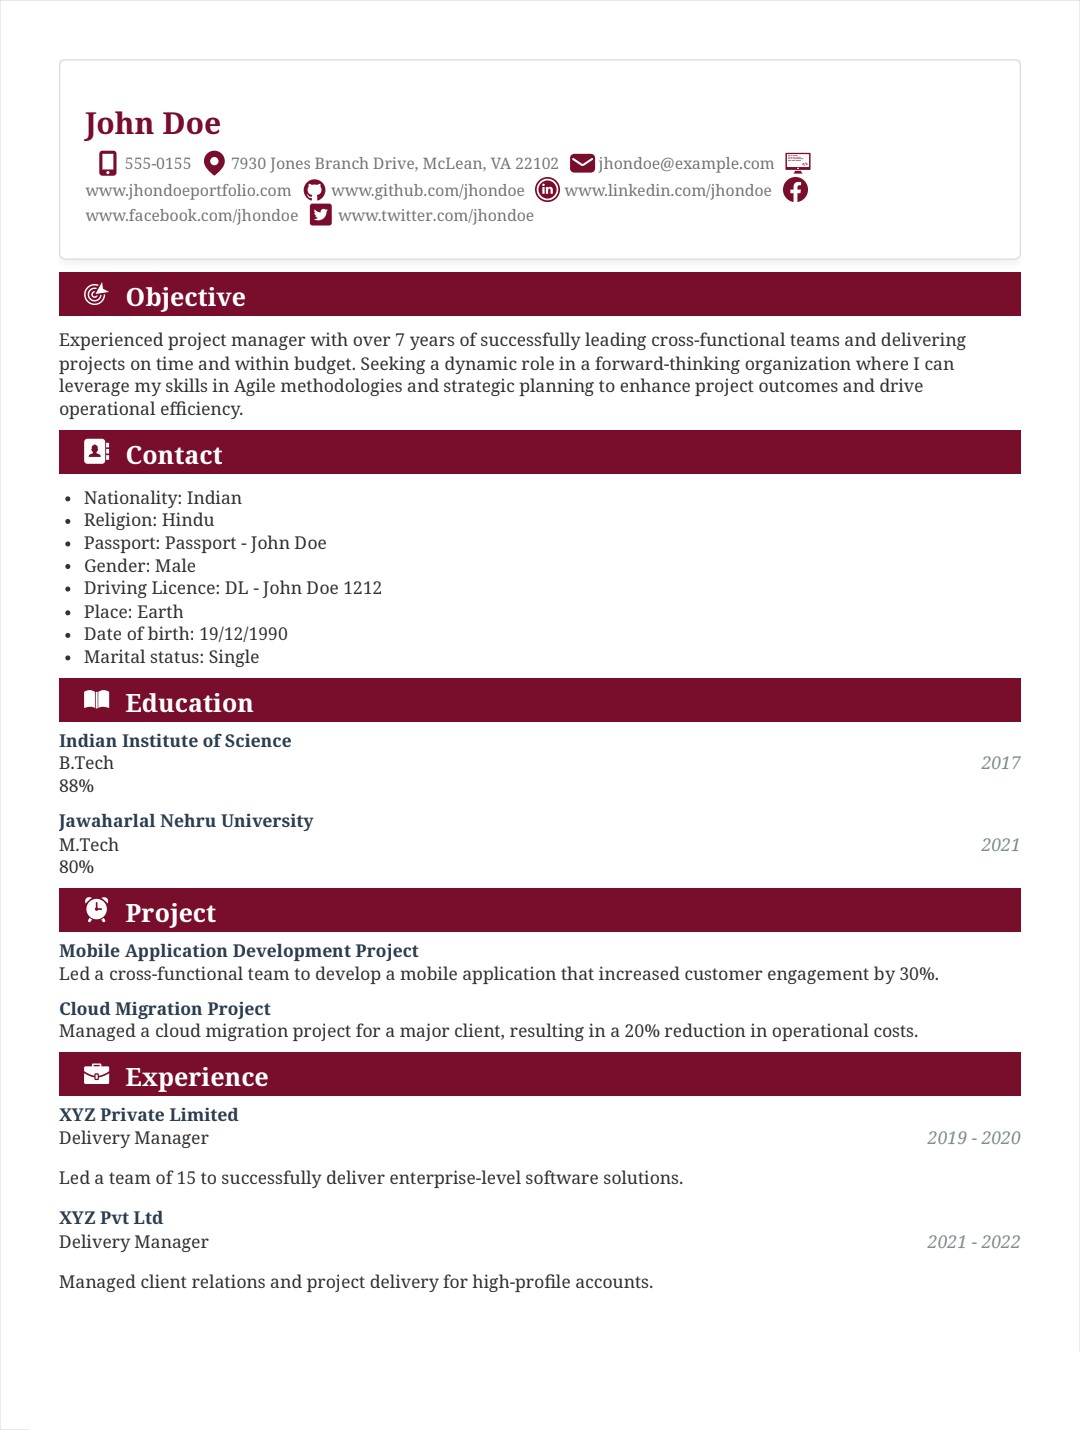 John Doe
555-0155 7930 Jones Branch Drive, McLean, VA 22102 jhondoe@example.com
www.jhondoeportfolio.com www.github.com/jhondoe www.linkedin.com/jhondoe
www.facebook.com/jhondoe www.twitter.com/jhondoe
Objective
Experienced project manager with over 7 years of successfully leading cross-functional teams and delivering
projects on time and within budget. Seeking a dynamic role in a forward-thinking organization where I can
leverage my skills in Agile methodologies and strategic planning to enhance project outcomes and drive
operational efficiency.
Contact
• Nationality: Indian
• Religion: Hindu
• Passport: Passport - John Doe
• Gender: Male
• Driving Licence: DL - John Doe 1212
• Place: Earth
• Date of birth: 19/12/1990
• Marital status: Single
Education
Indian Institute of Science
B.Tech 2017
88%
Jawaharlal Nehru University
M.Tech 2021
80%
Project
Mobile Application Development Project
Led a cross-functional team to develop a mobile application that increased customer engagement by 30%.
Cloud Migration Project
Managed a cloud migration project for a major client, resulting in a 20% reduction in operational costs.
Experience
XYZ Private Limited
Delivery Manager 2019 - 2020
Led a team of 15 to successfully deliver enterprise-level software solutions.
XYZ Pvt Ltd
Delivery Manager 2021 - 2022
Managed client relations and project delivery for high-profile accounts.